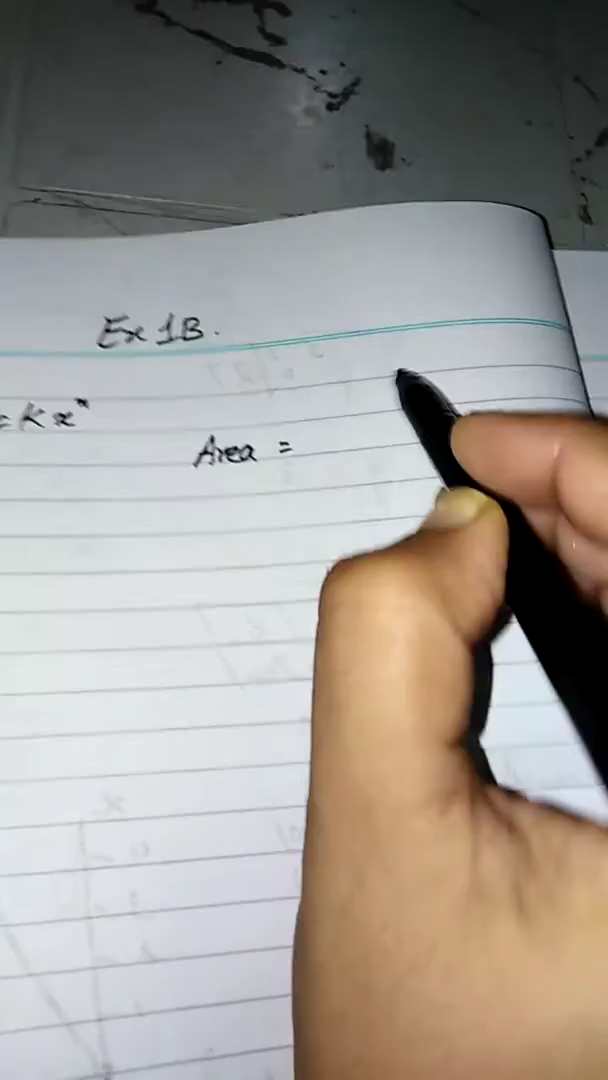 Ex 1B.
= K x^n
Area =